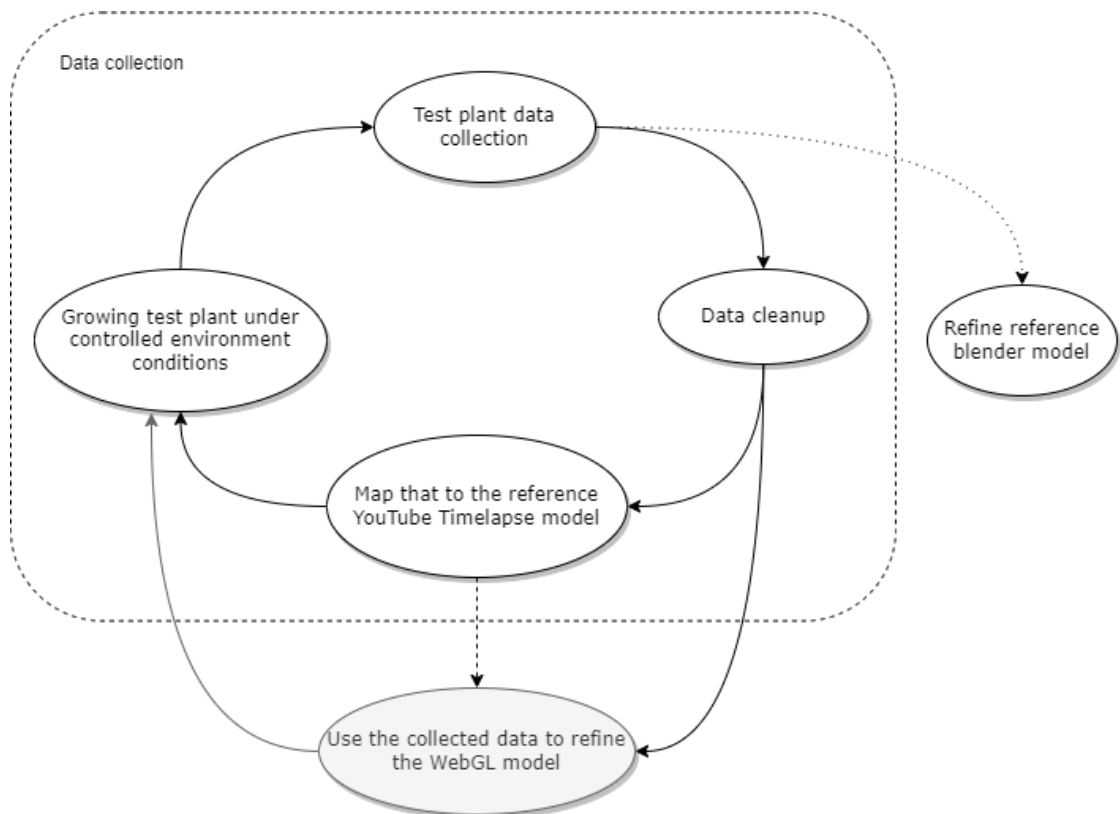 Data collection
Test plant data
collection
Growing test plant under
controlled environment
conditions
Data cleanup
Refine reference
blender model
Map that to the reference
YouTube Timelapse model
Use the collected data to refine
the WebGL model